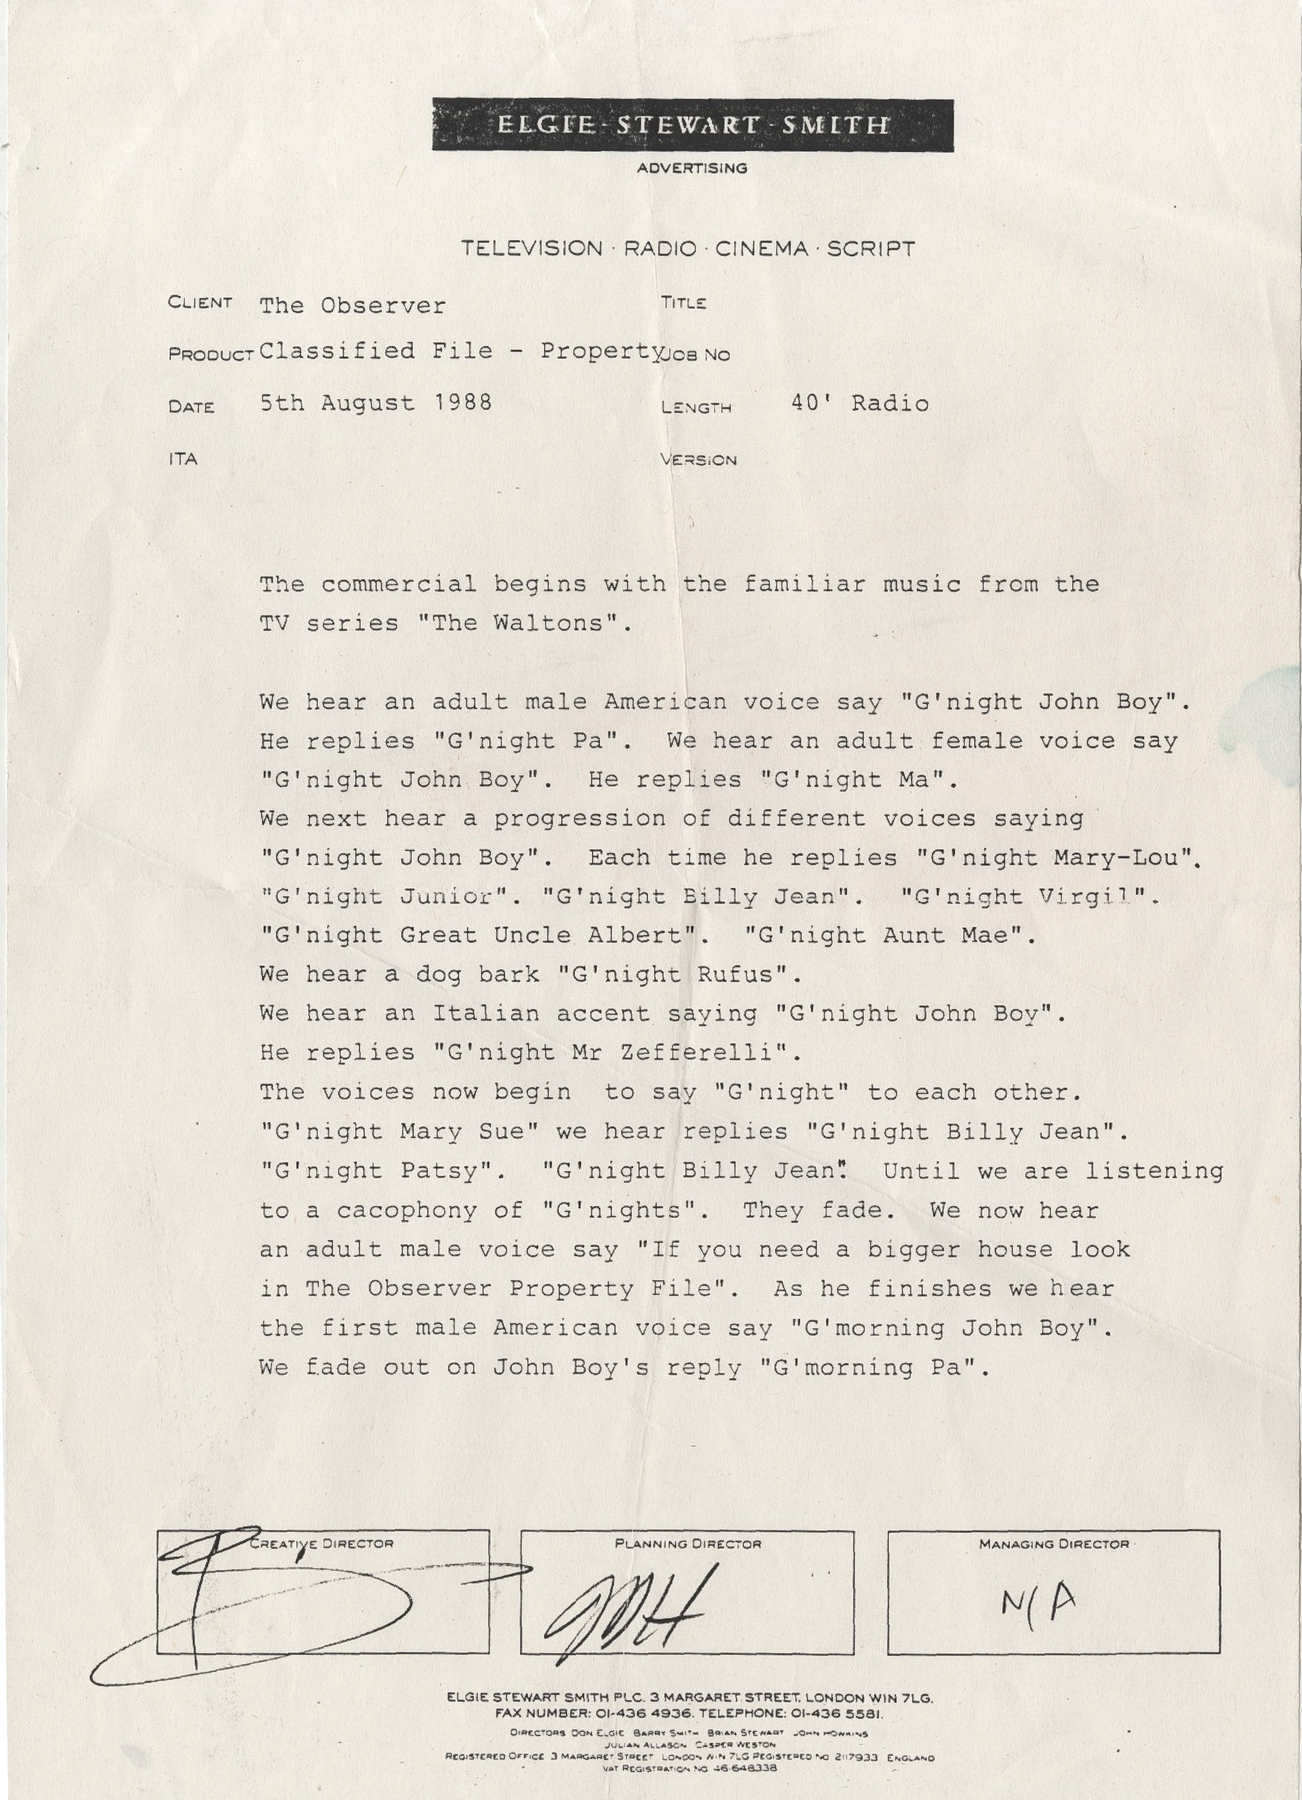 ELGIE·STEWART·SMITH
ADVERTISING
TELEVISION · RADIO · CINEMA · SCRIPT
CLIENT The Observer TITLE
PRODUCT Classified File - Property JOB NO
DATE 5th August 1988 LENGTH 40' Radio
ITA VERSION
The commercial begins with the familiar music from the
TV series "The Waltons".
We hear an adult male American voice say "G'night John Boy".
He replies "G'night Pa".  We hear an adult female voice say
"G'night John Boy".  He replies "G'night Ma".
We next hear a progression of different voices saying
"G'night John Boy".  Each time he replies "G'night Mary-Lou".
"G'night Junior". "G'night Billy Jean".  "G'night Virgil".
"G'night Great Uncle Albert".  "G'night Aunt Mae".
We hear a dog bark "G'night Rufus".
We hear an Italian accent saying "G'night John Boy".
He replies "G'night Mr Zefferelli".
The voices now begin  to say "G'night" to each other.
"G'night Mary Sue" we hear replies "G'night Billy Jean".
"G'night Patsy".  "G'night Billy Jean".  Until we are listening
to a cacophony of "G'nights".  They fade.  We now hear
an adult male voice say "If you need a bigger house look
in The Observer Property File".  As he finishes we hear
the first male American voice say "G'morning John Boy".
We fade out on John Boy's reply "G'morning Pa".
CREATIVE DIRECTOR PLANNING DIRECTOR MANAGING DIRECTOR
N/A
ELGIE STEWART SMITH PLC. 3 MARGARET STREET, LONDON W1N 7LG.
FAX NUMBER: 01-436 4936. TELEPHONE: 01-436 5581.
DIRECTORS DON ELGIE BARRY SMITH BRIAN STEWART JOHN HOWKINS
JULIAN ALLASON CASPER WESTON
REGISTERED OFFICE 3 MARGARET STREET LONDON W1N 7LG REGISTERED NO 2117933 ENGLAND
VAT REGISTRATION NO